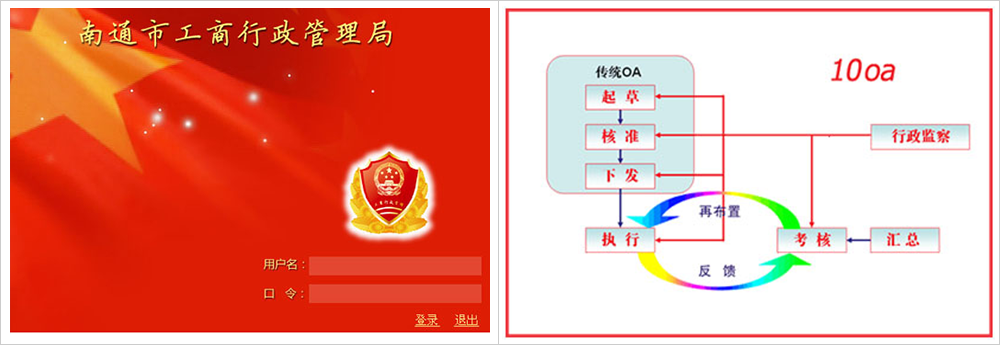 南通市工商行政管理局
用户名：
口 令：
登录 退出
10oa
传统OA
起 草
核 准
行政监察
下 发
再布置
执 行
考 核
汇 总
反 馈